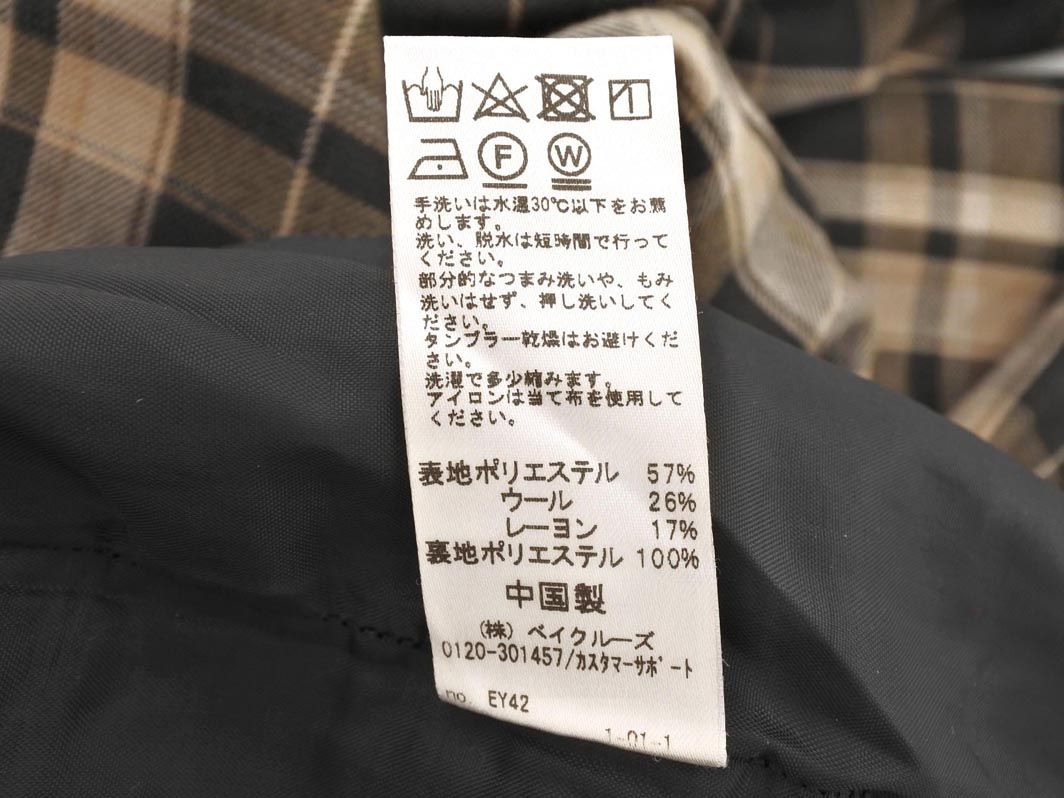 F W
手洗いは水温30℃以下をお薦
めします。
洗い、脱水は短時間で行って
ください。
部分的なつまみ洗いや、もみ
洗いはせず、押し洗いしてく
ださい。
タンブラー乾燥はお避けくだ
さい。
洗濯で多少縮みます。
アイロンは当て布を使用して
ください。
表地ポリエステル 57%
ウール 26%
レーヨン 17%
裏地ポリエステル 100%
中国製
(株) ベイクルーズ
0120-301457/カスタマーサポート
no. EY42
1-01-1